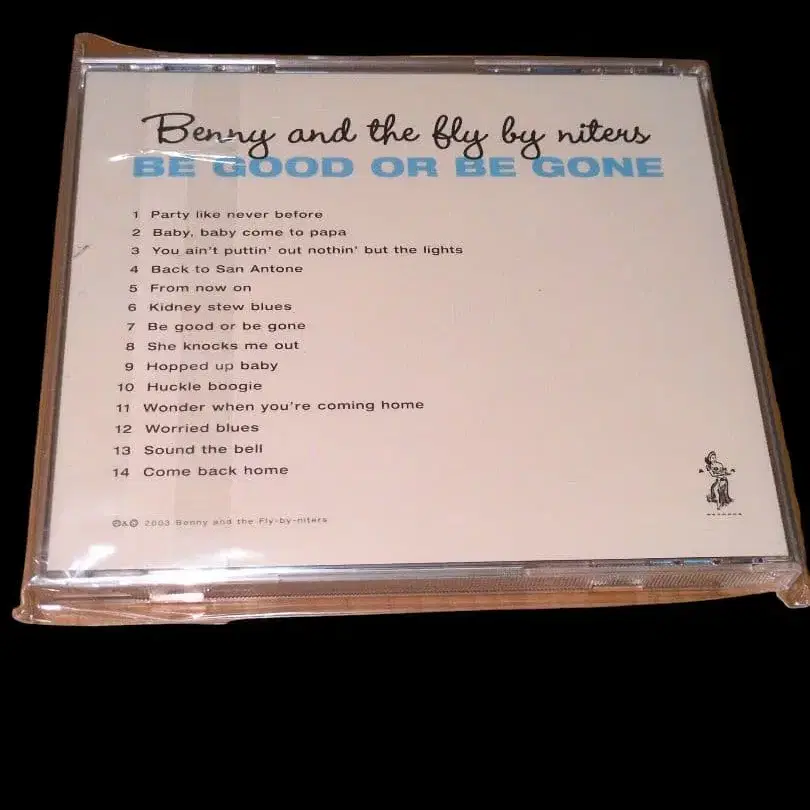 Benny and the fly by niters
BE GOOD OR BE GONE
1 Party like never before
2 Baby, baby come to papa
3 You ain't puttin' out nothin' but the lights
4 Back to San Antone
5 From now on
6 Kidney stew blues
7 Be good or be gone
8 She knocks me out
9 Hopped up baby
10 Huckle boogie
11 Wonder when you're coming home
12 Worried blues
13 Sound the bell
14 Come back home
℗&© 2003 Benny and the Fly-by-niters